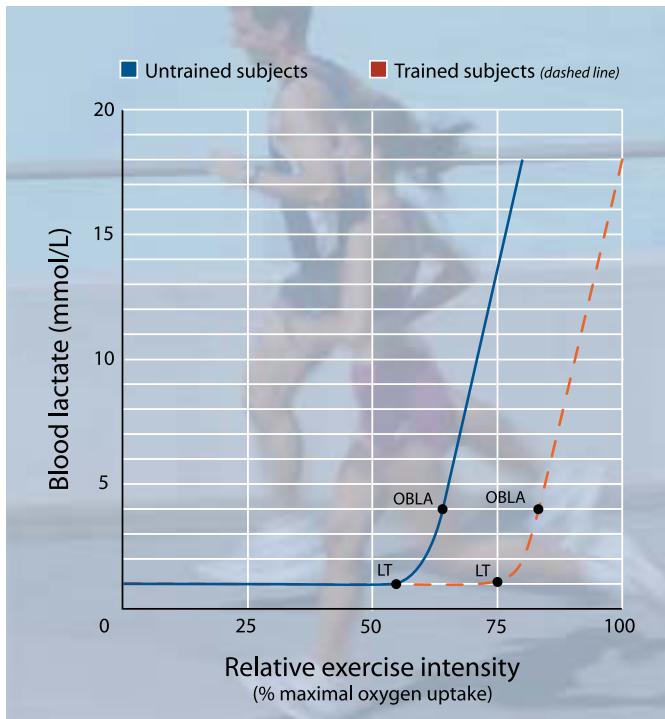 Untrained subjects
Trained subjects (dashed line)
20
15
10
5
0
25
50
75
100
Blood lactate (mmol/L)
OBLA
OBLA
LT
LT
Relative exercise intensity
(% maximal oxygen uptake)